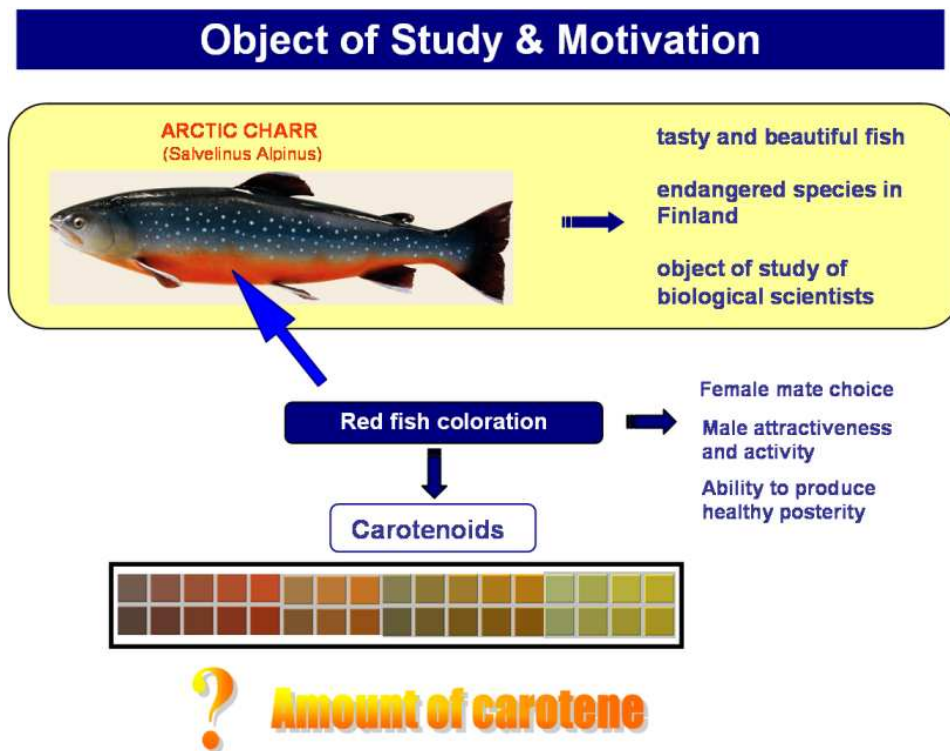 Object of Study & Motivation
ARCTIC CHARR
(Salvelinus Alpinus)
tasty and beautiful fish
endangered species in
Finland
object of study of
biological scientists
Red fish coloration
Female mate choice
Male attractiveness
and activity
Ability to produce
healthy posterity
Carotenoids
? Amount of carotene